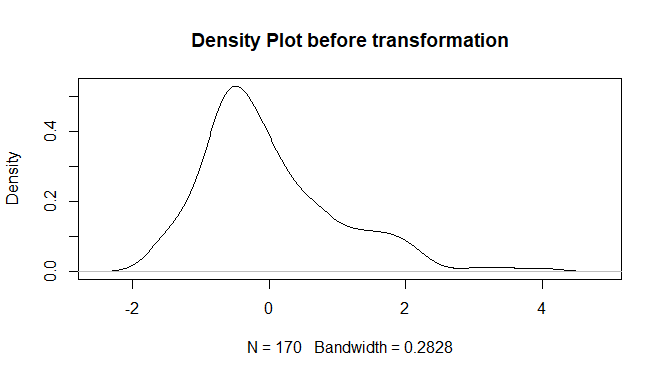 Density Plot before transformation
Density
0.4
0.2
0.0
-2 0 2 4
N = 170 Bandwidth = 0.2828